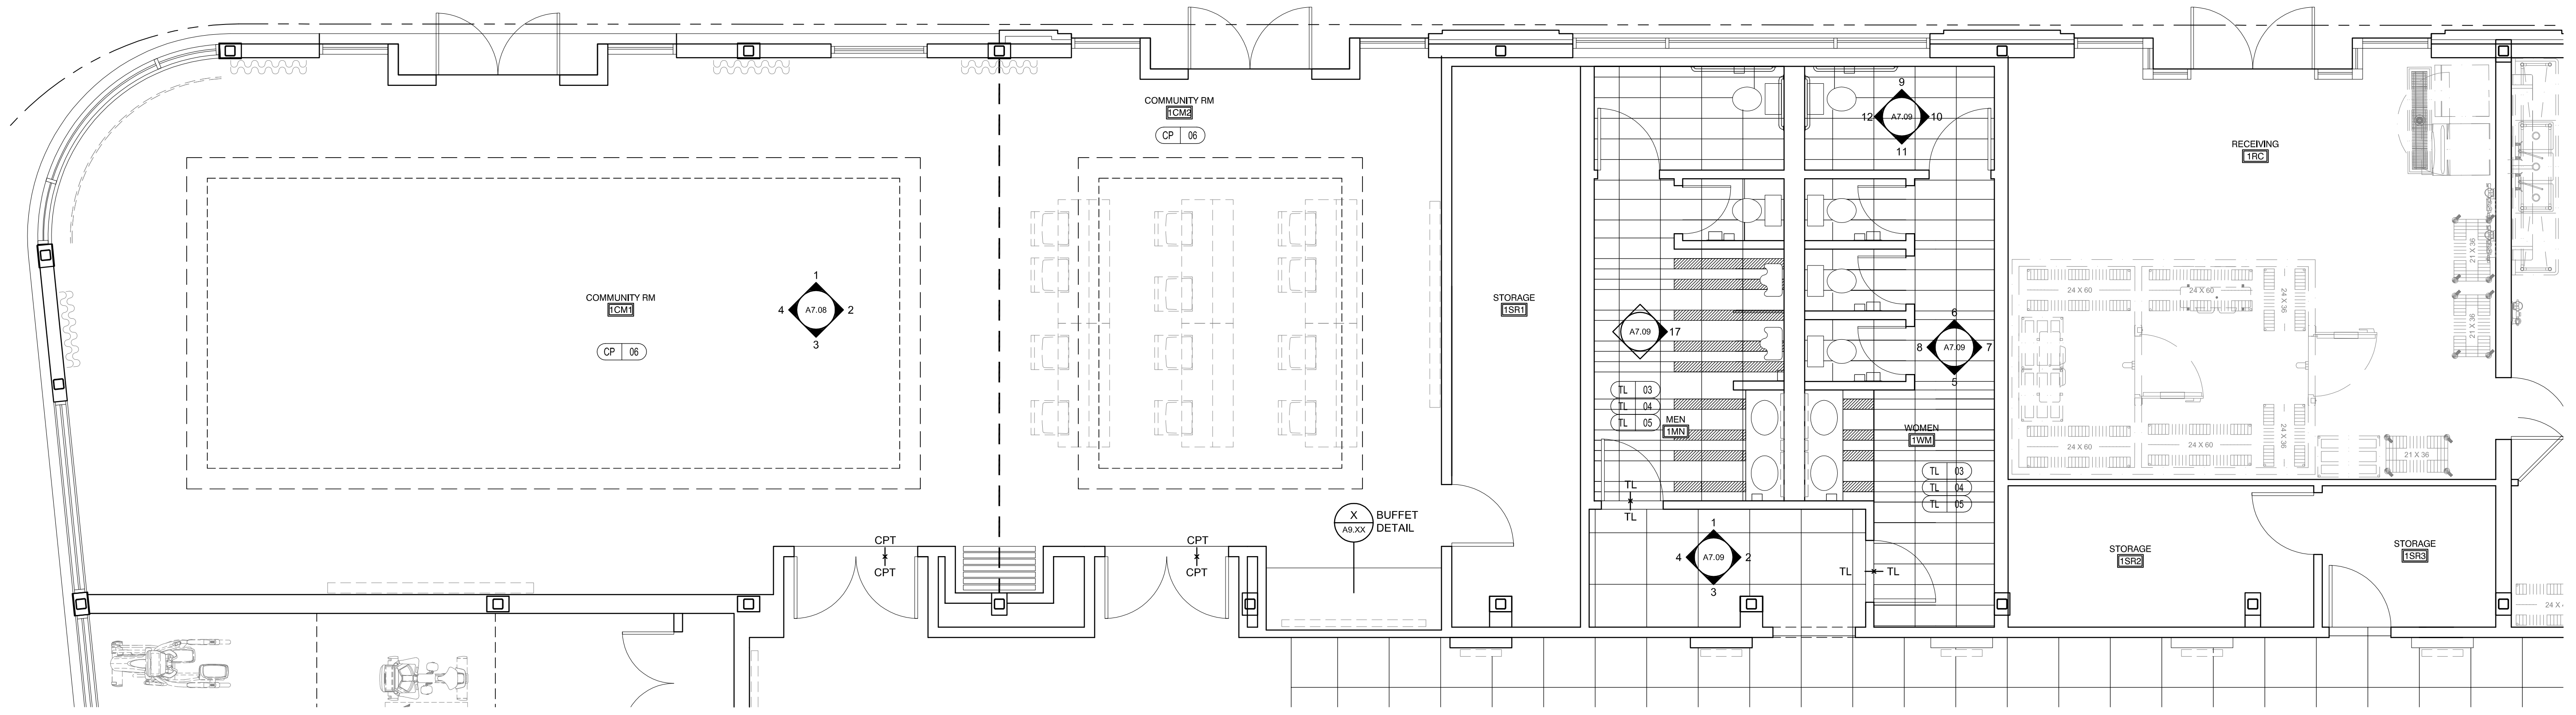 COMMUNITY RM
1CM2
CP 06
COMMUNITY RM
1CM1
CP 06
1
4 A7.08 2
3
CPT
CPT
CPT
CPT
X
A9.XX
BUFFET
DETAIL
STORAGE
1SR1
9
12 A7.09 10
11
A7.09 17
TL 03
TL 04
TL 05
MEN
1MN
6
8 A7.09 7
5
WOMEN
1WM
TL 03
TL 04
TL 05
TL
TL
1
4 A7.09 2
3
TL TL
RECEIVING
1RC
21 X 36
21 X 36
24 X 60
24 X 60
24 X 36
24 X 60
24 X 60
24 X 36
21 X 36
STORAGE
1SR2
STORAGE
1SR3